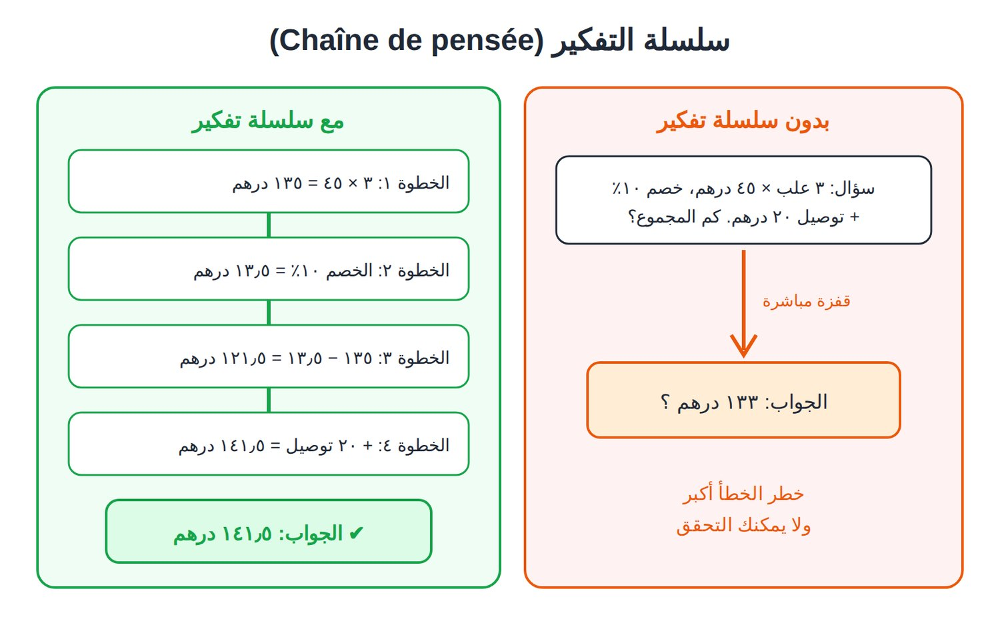 سلسلة التفكير (Chaîne de pensée)
بدون سلسلة تفكير
سؤال: ٣ علب × ٤٥ درهم، خصم ١٠٪
+ توصيل ٢٠ درهم. كم المجموع؟
قفزة مباشرة
الجواب: ١٣٣ درهم ؟
خطر الخطأ أكبر
ولا يمكنك التحقق
مع سلسلة تفكير
الخطوة ١: ٣ × ٤٥ = ١٣٥ درهم
الخطوة ٢: الخصم ١٠٪ = ١٣٫٥ درهم
الخطوة ٣: ١٣٥ − ١٣٫٥ = ١٢١٫٥ درهم
الخطوة ٤: + ٢٠ توصيل = ١٤١٫٥ درهم
✔ الجواب: ١٤١٫٥ درهم